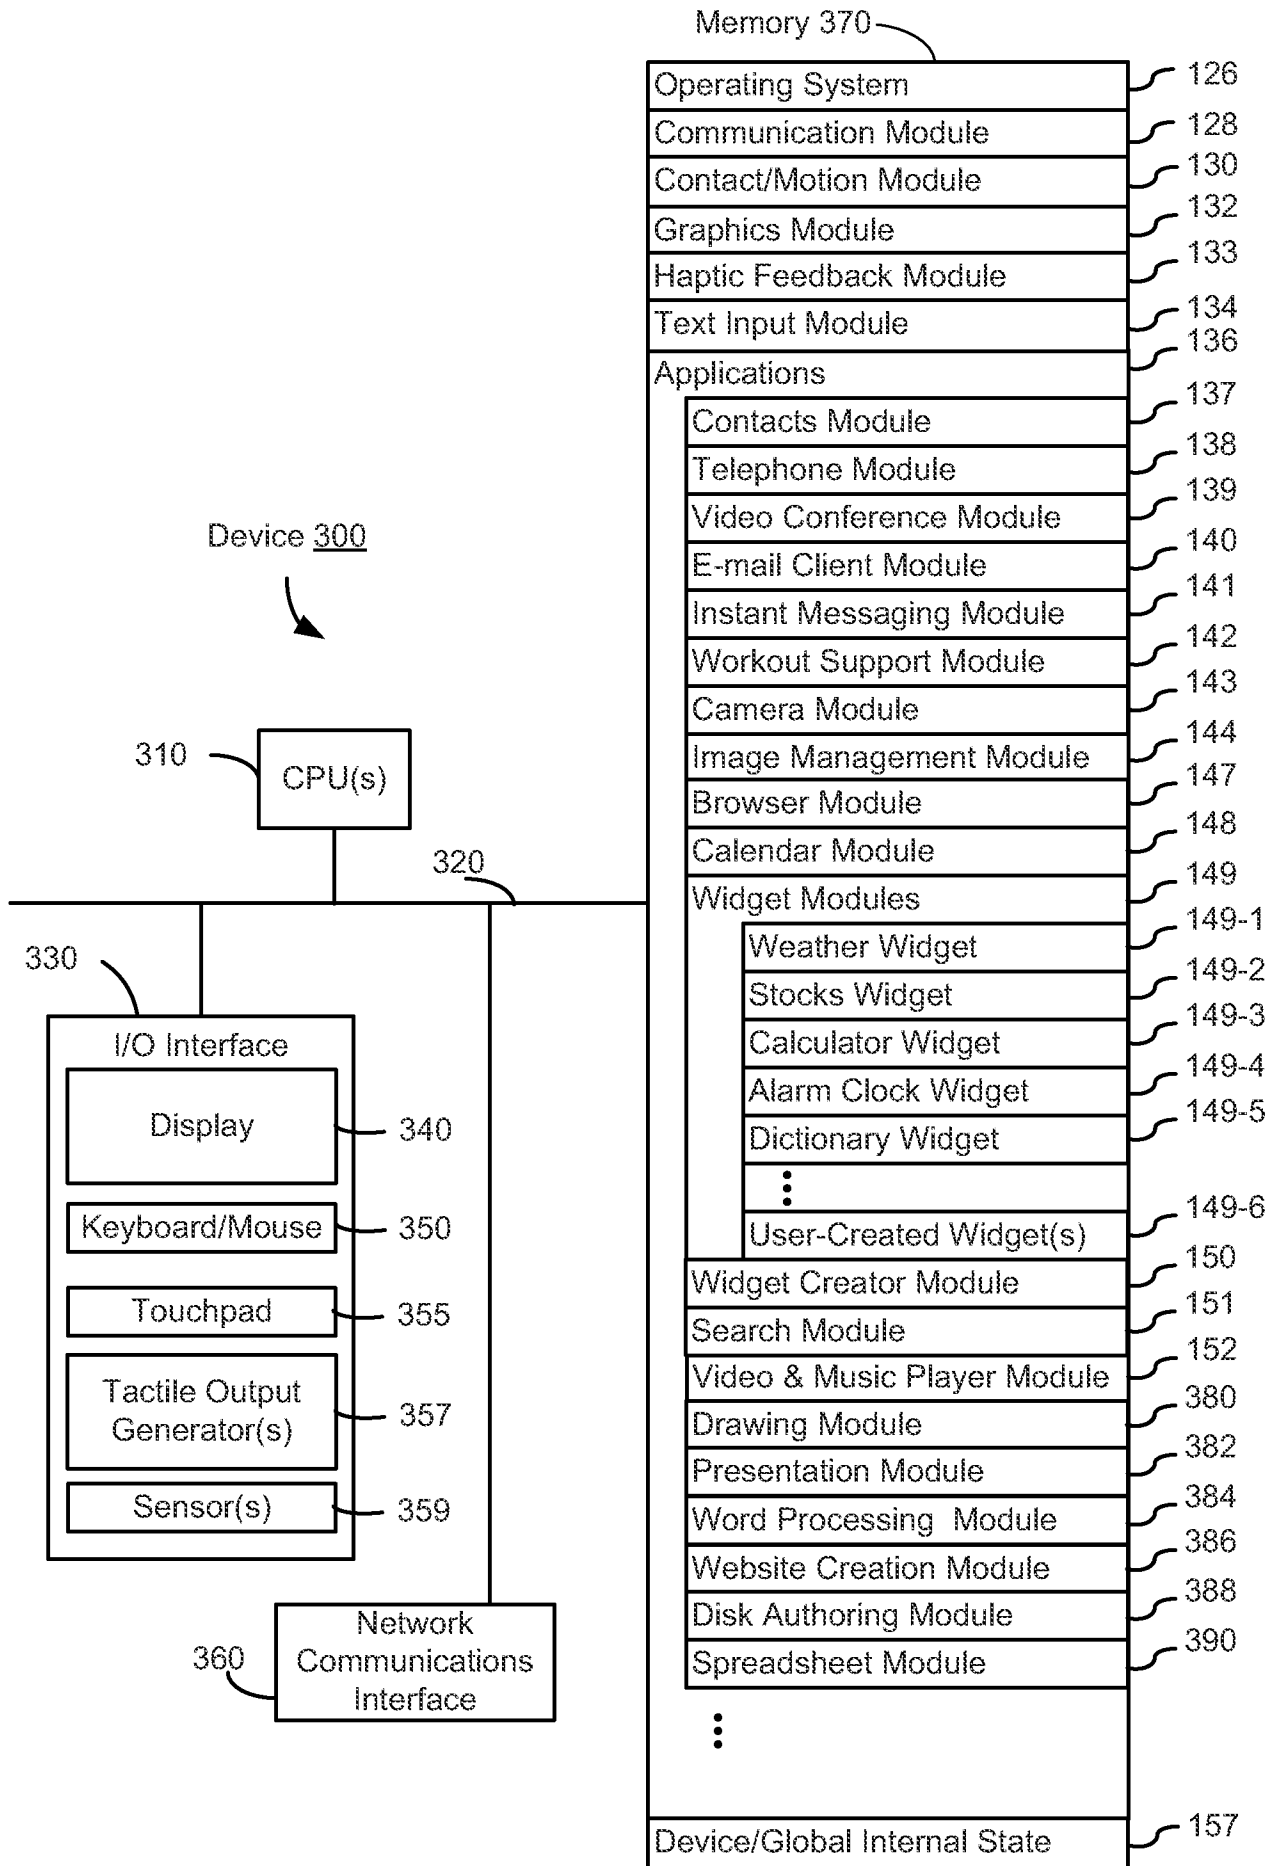 Memory 370
Operating System 126
Communication Module 128
Contact/Motion Module 130
Graphics Module 132
Haptic Feedback Module 133
Text Input Module 134
Applications 136
Contacts Module 137
Telephone Module 138
Video Conference Module 139
E-mail Client Module 140
Instant Messaging Module 141
Workout Support Module 142
Camera Module 143
Image Management Module 144
Browser Module 147
Calendar Module 148
Widget Modules 149
Weather Widget 149-1
Stocks Widget 149-2
Calculator Widget 149-3
Alarm Clock Widget 149-4
Dictionary Widget 149-5
User-Created Widget(s) 149-6
Widget Creator Module 150
Search Module 151
Video & Music Player Module 152
Drawing Module 380
Presentation Module 382
Word Processing Module 384
Website Creation Module 386
Disk Authoring Module 388
Spreadsheet Module 390
Device/Global Internal State 157
Device 300
310
CPU(s)
320
330
I/O Interface
Display 340
Keyboard/Mouse 350
Touchpad 355
Tactile Output
Generator(s) 357
Sensor(s) 359
360
Network
Communications
Interface